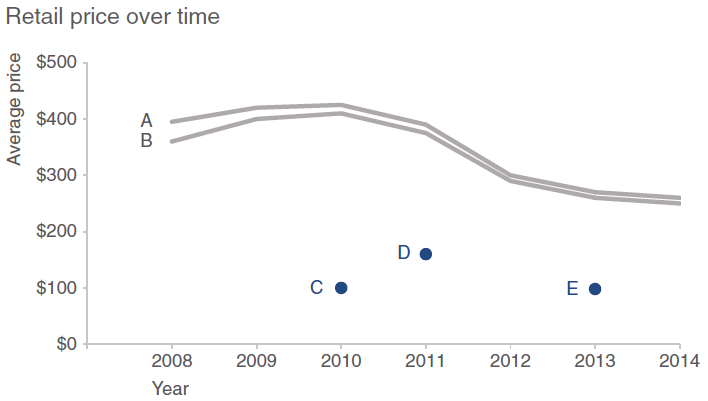 Retail price over time
Average price
$500
$400
$300
$200
$100
$0
A
B
C
D
E
2008 2009 2010 2011 2012 2013 2014
Year